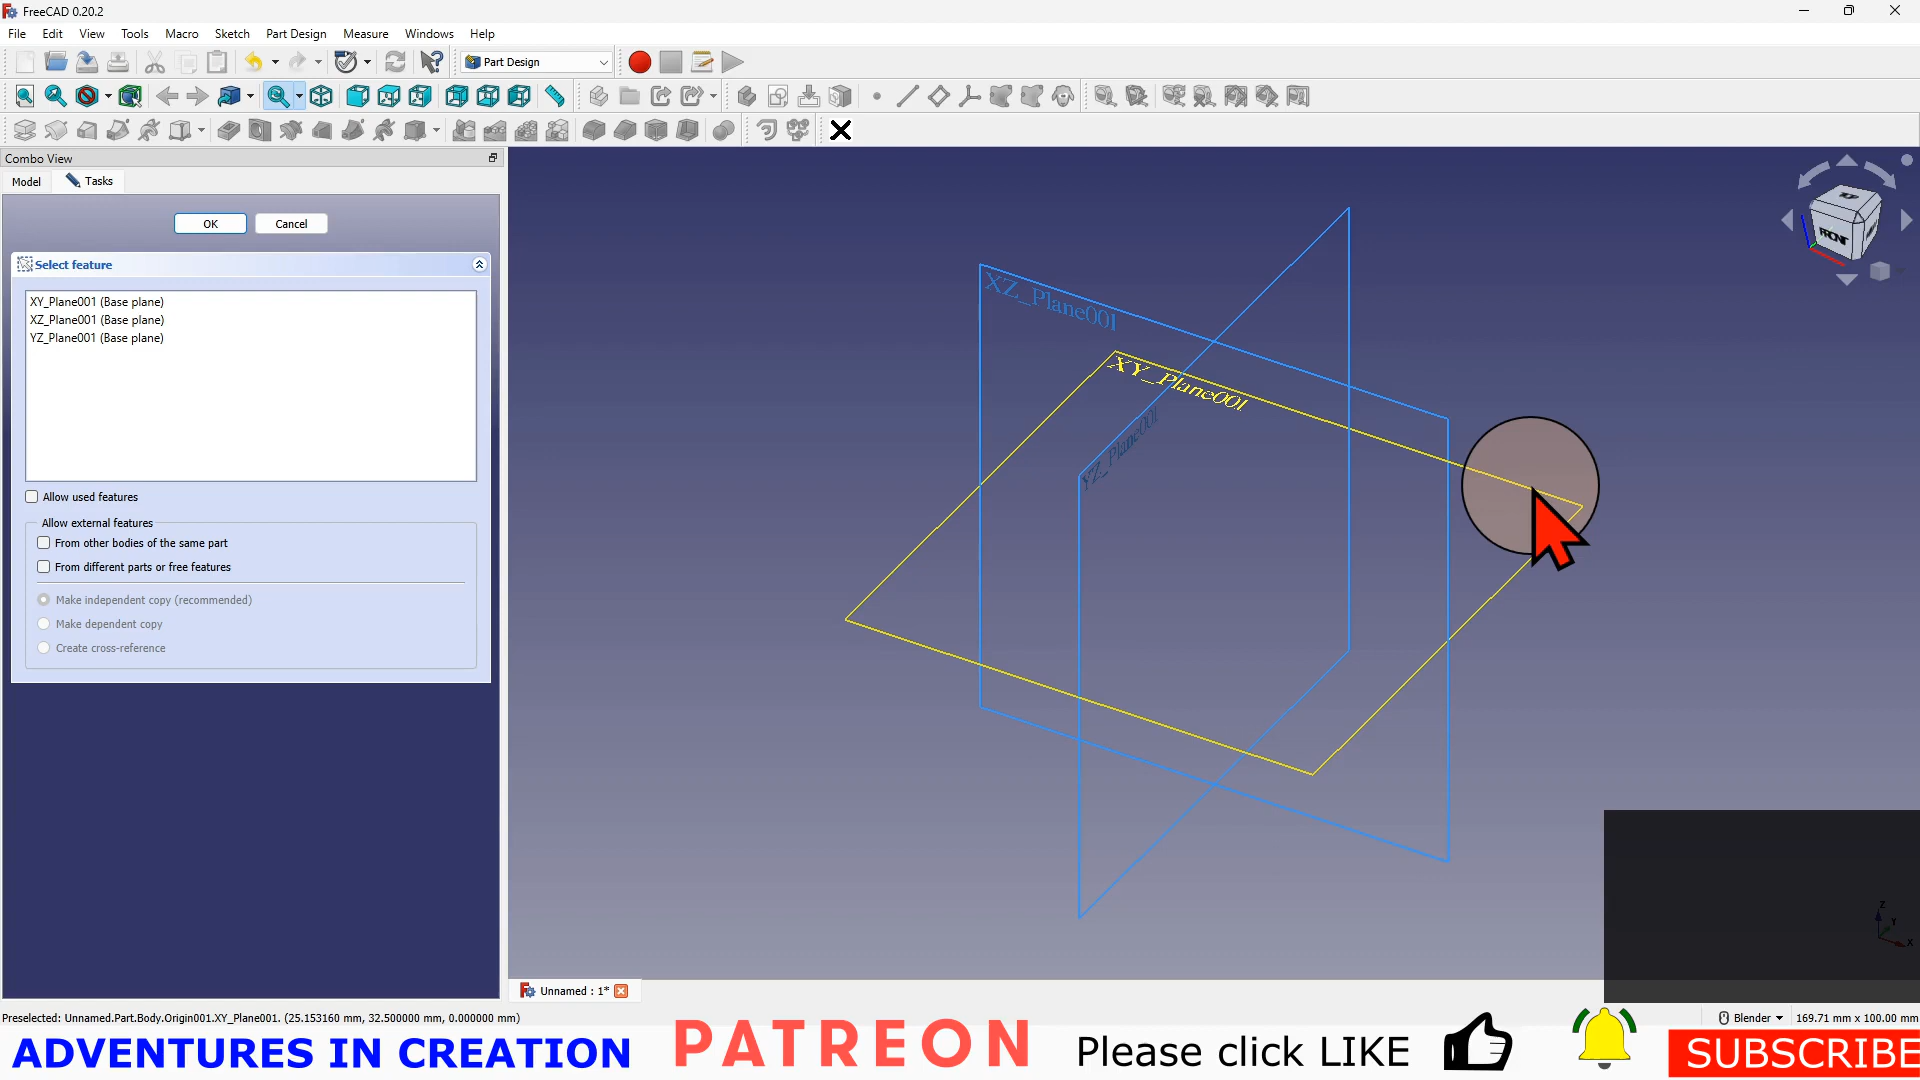 FreeCAD 0.20.2
File Edit View Tools Macro Sketch Part Design Measure Windows Help
Part Design
Combo View
Model Tasks
OK Cancel
Select feature
XY_Plane001 (Base plane)
XZ_Plane001 (Base plane)
YZ_Plane001 (Base plane)
Allow used features
Allow external features
From other bodies of the same part
From different parts or free features
Make independent copy (recommended)
Make dependent copy
Create cross-reference
XZ_Plane001
XY_Plane001
YZ_Plane001
FRONT
Z
Y
X
Unnamed : 1*
Preselected: Unnamed.Part.Body.Origin001.XY_Plane001. (25.153160 mm, 32.500000 mm, 0.000000 mm)
Blender 169.71 mm x 100.00 mm
ADVENTURES IN CREATION PATREON Please click LIKE SUBSCRIBE